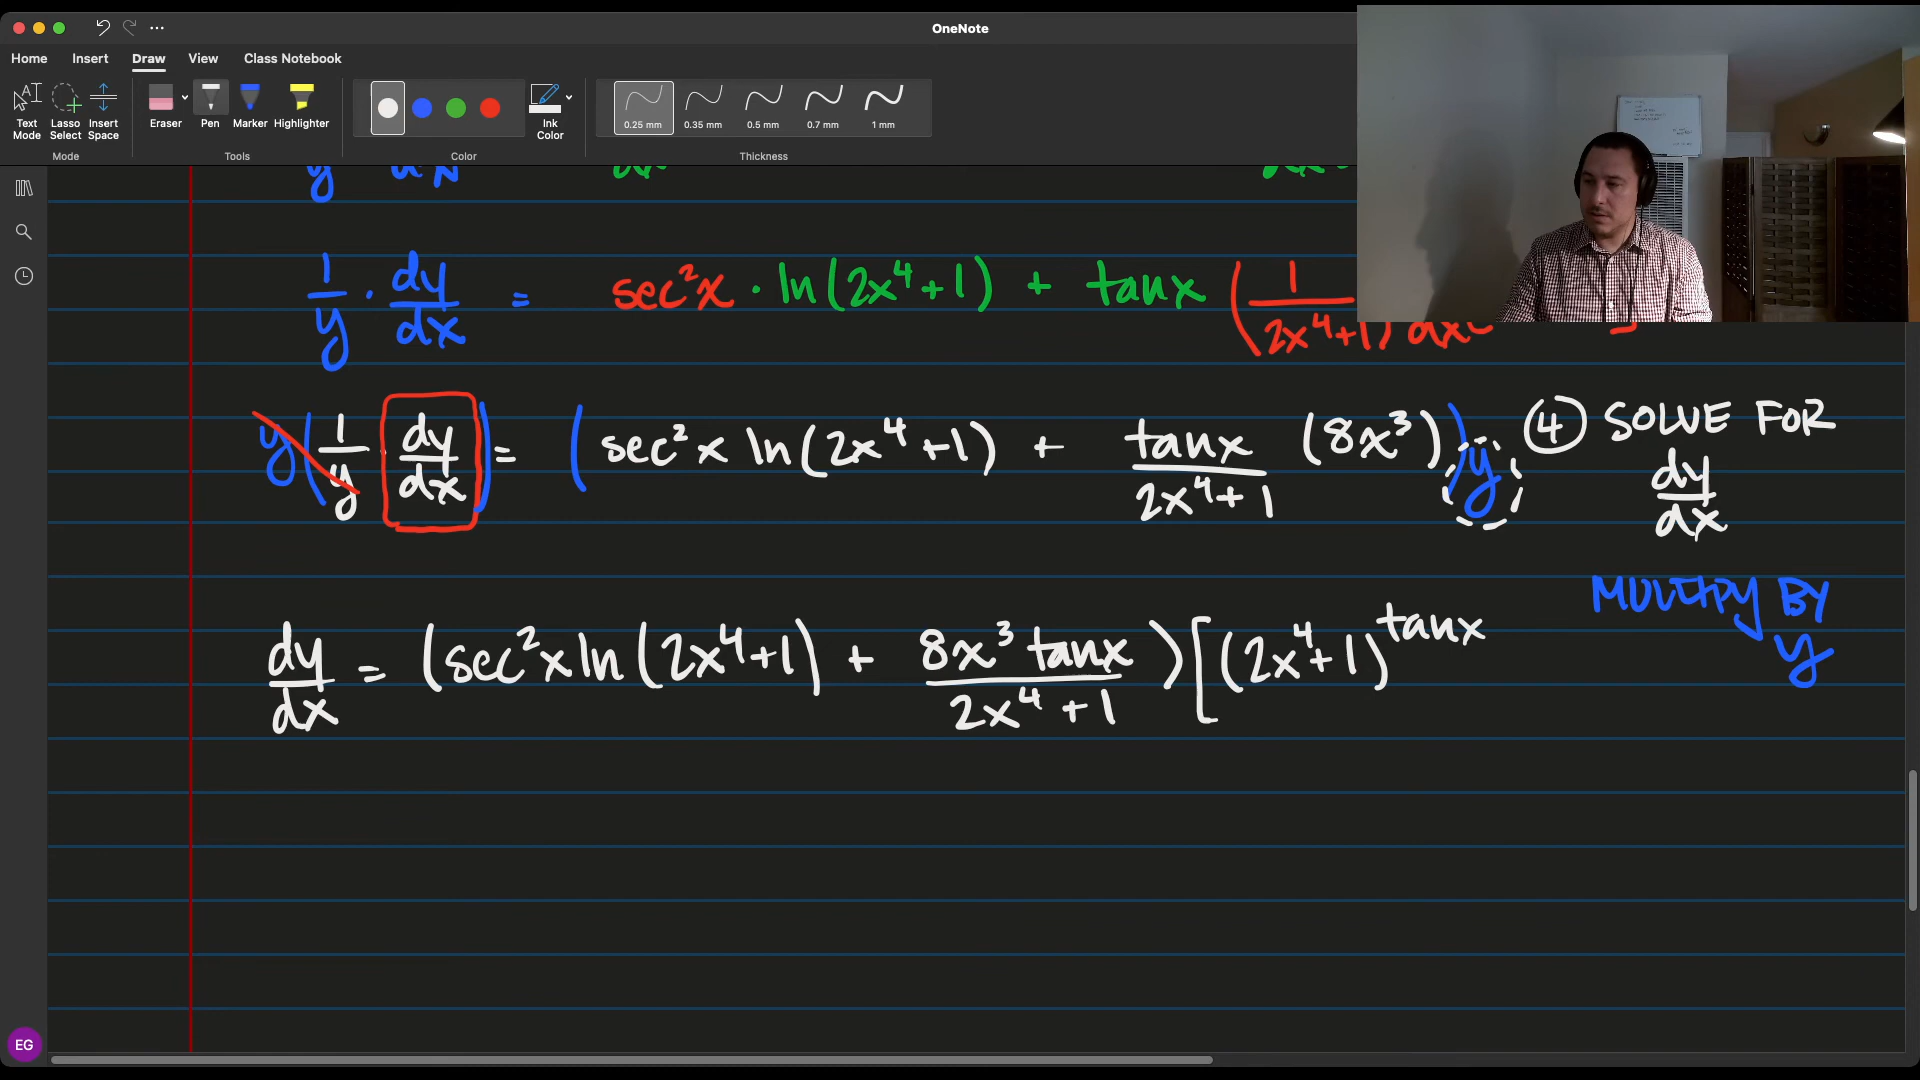 OneNote
Home Insert Draw View Class Notebook
Text Mode Lasso Select Insert Space Eraser Pen Marker Highlighter Ink Color 0.25 mm 0.35 mm 0.5 mm 0.7 mm 1 mm
Mode Tools Color Thickness
1/y · dy/dx = sec²x · ln(2x⁴+1) + tanx (1/(2x⁴+1)
y(1/y · dy/dx) = (sec²x ln(2x⁴+1) + tanx/(2x⁴+1) (8x³))y
④ SOLVE FOR
dy/dx
MULTIPY BY
y
dy/dx = (sec²x ln(2x⁴+1) + 8x³ tanx/(2x⁴+1))[(2x⁴+1)^tanx
EG